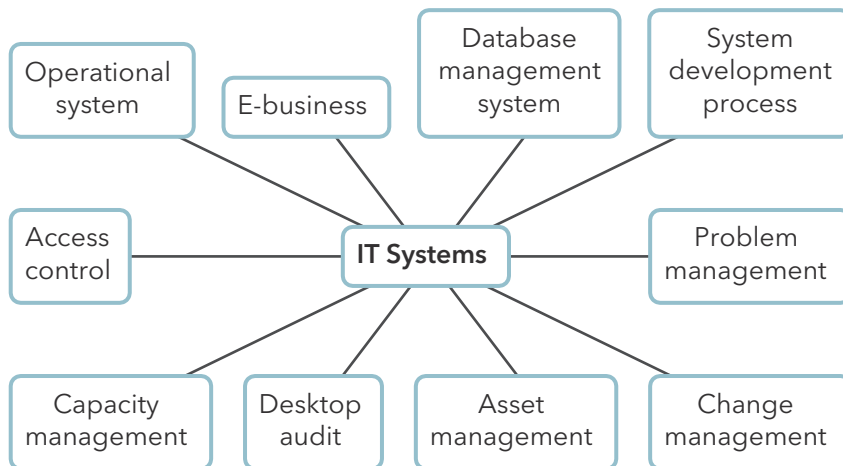 Operational
system
E-business
Database
management
system
System
development
process
Access
control
IT Systems
Problem
management
Capacity
management
Desktop
audit
Asset
management
Change
management